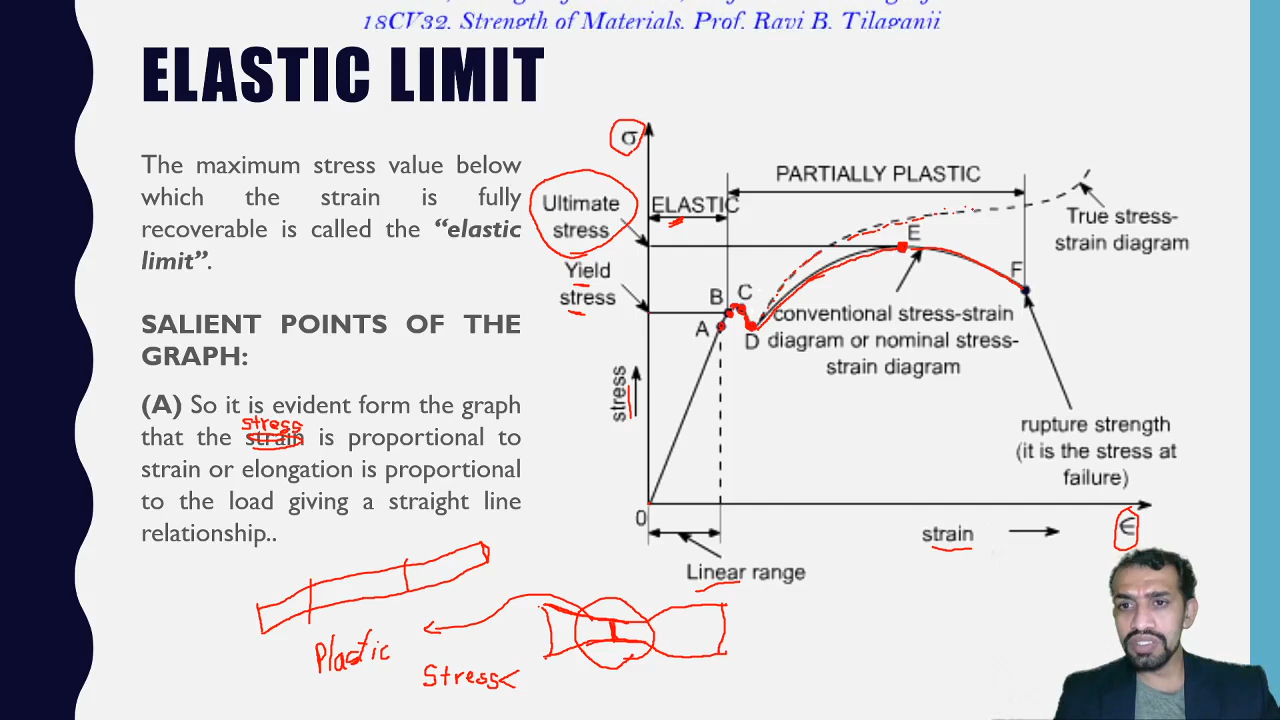 18CV32, Strength of Materials, Prof. Ravi B. Tilaganji
ELASTIC LIMIT
The maximum stress value below
which the strain is fully
recoverable is called the “elastic
limit”.
SALIENT POINTS OF THE
GRAPH:
(A) So it is evident form the graph
stress
that the strain is proportional to
strain or elongation is proportional
to the load giving a straight line
relationship..
σ
PARTIALLY PLASTIC
ELASTIC
Ultimate
stress
Yield
stress
True stress-
strain diagram
A
B
C
D
E
F
conventional stress-strain
diagram or nominal stress-
strain diagram
stress
rupture strength
(it is the stress at
failure)
0
strain
ϵ
Linear range
Plastic
Stress<